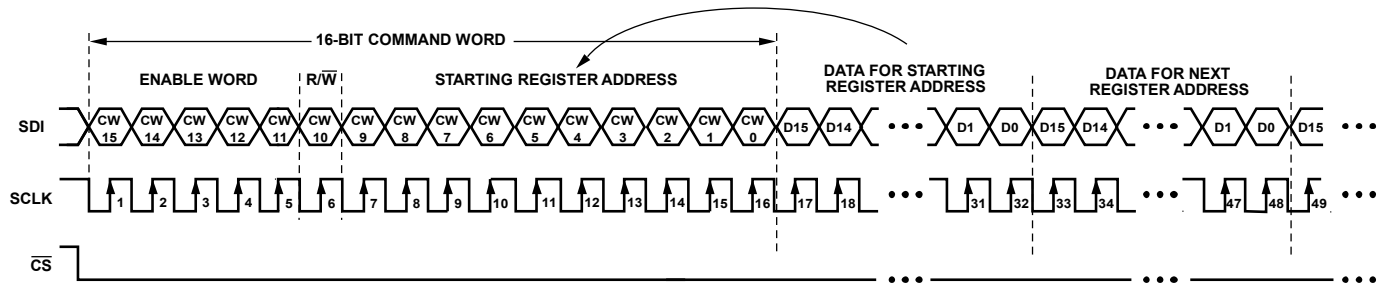 16-BIT COMMAND WORD
ENABLE WORD R/W STARTING REGISTER ADDRESS DATA FOR STARTING REGISTER ADDRESS DATA FOR NEXT REGISTER ADDRESS
SDI CW 15 CW 14 CW 13 CW 12 CW 11 CW 10 CW 9 CW 8 CW 7 CW 6 CW 5 CW 4 CW 3 CW 2 CW 1 CW 0 D15 D14 ••• D1 D0 D15 D14 ••• D1 D0 D15 •••
SCLK 1 2 3 4 5 6 7 8 9 10 11 12 13 14 15 16 17 18 ••• 31 32 33 34 ••• 47 48 49 •••
CS ••• ••• •••